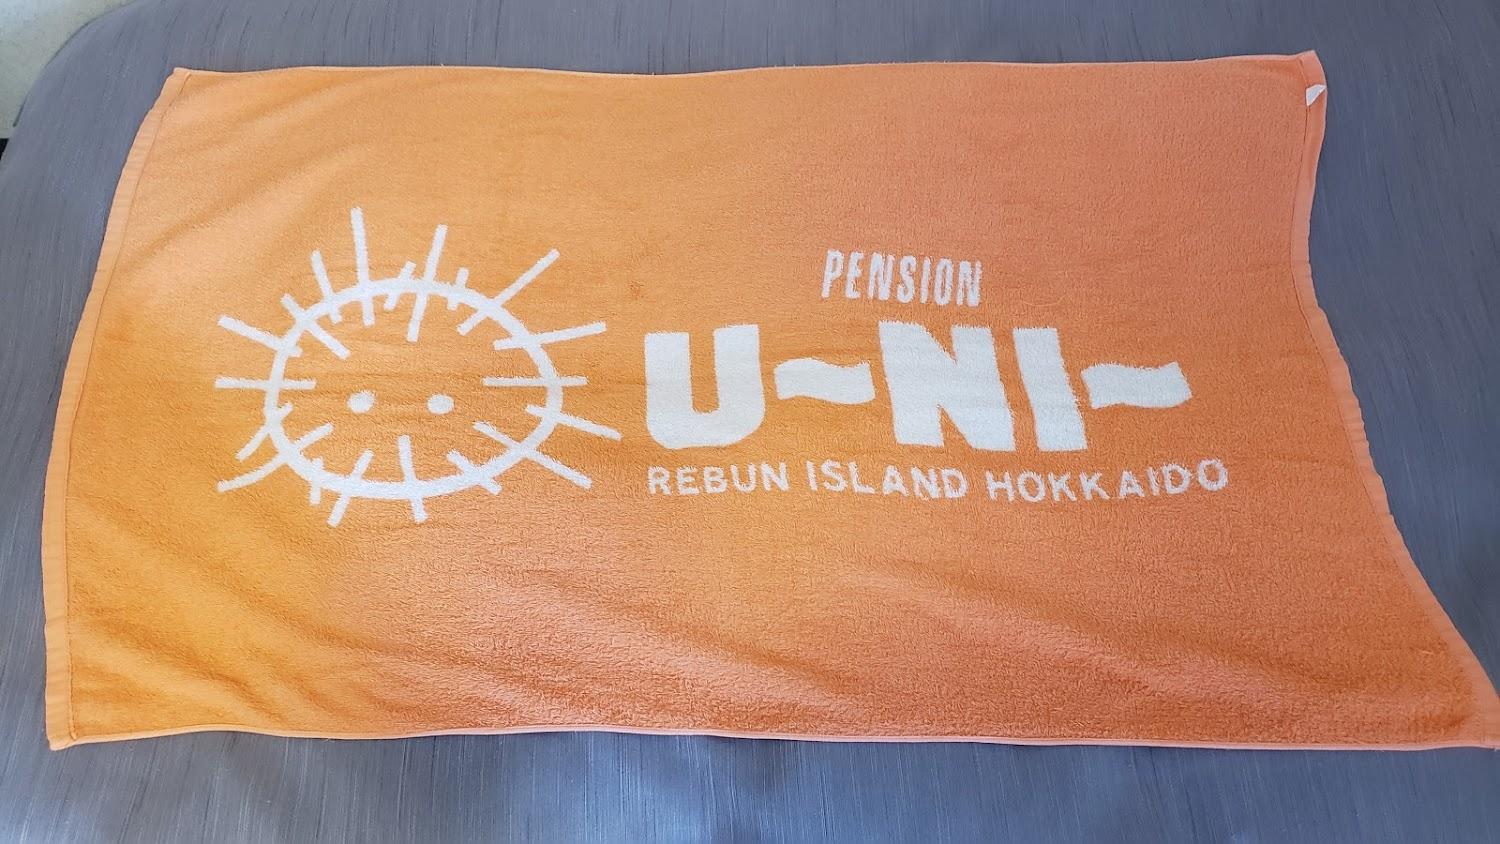 PENSION
U~NI~
REBUN ISLAND HOKKAIDO